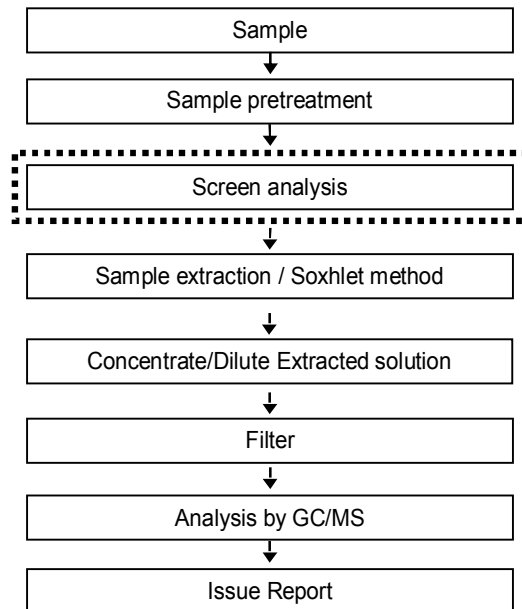 Sample
Sample pretreatment
Screen analysis
Sample extraction / Soxhlet method
Concentrate/Dilute Extracted solution
Filter
Analysis by GC/MS
Issue Report